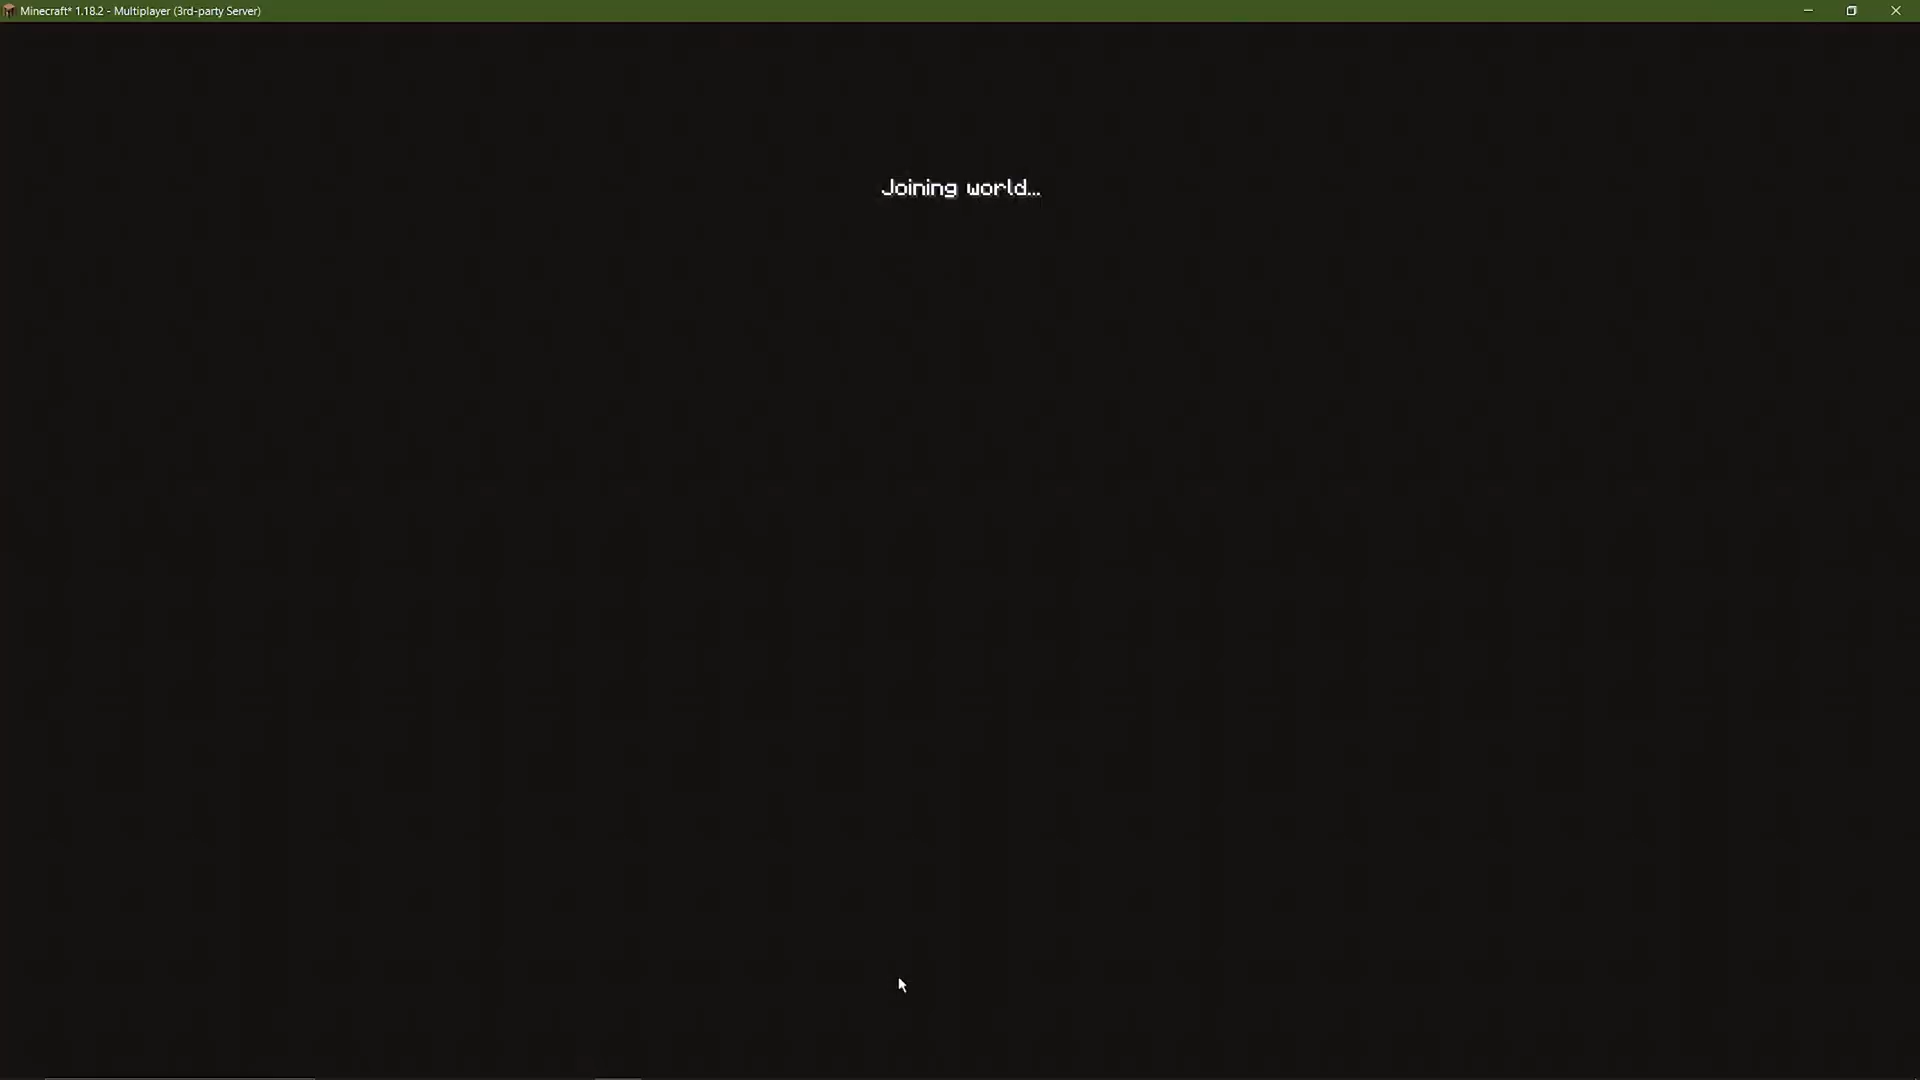 Minecraft* 1.18.2 - Multiplayer (3rd-party Server)
Joining world...